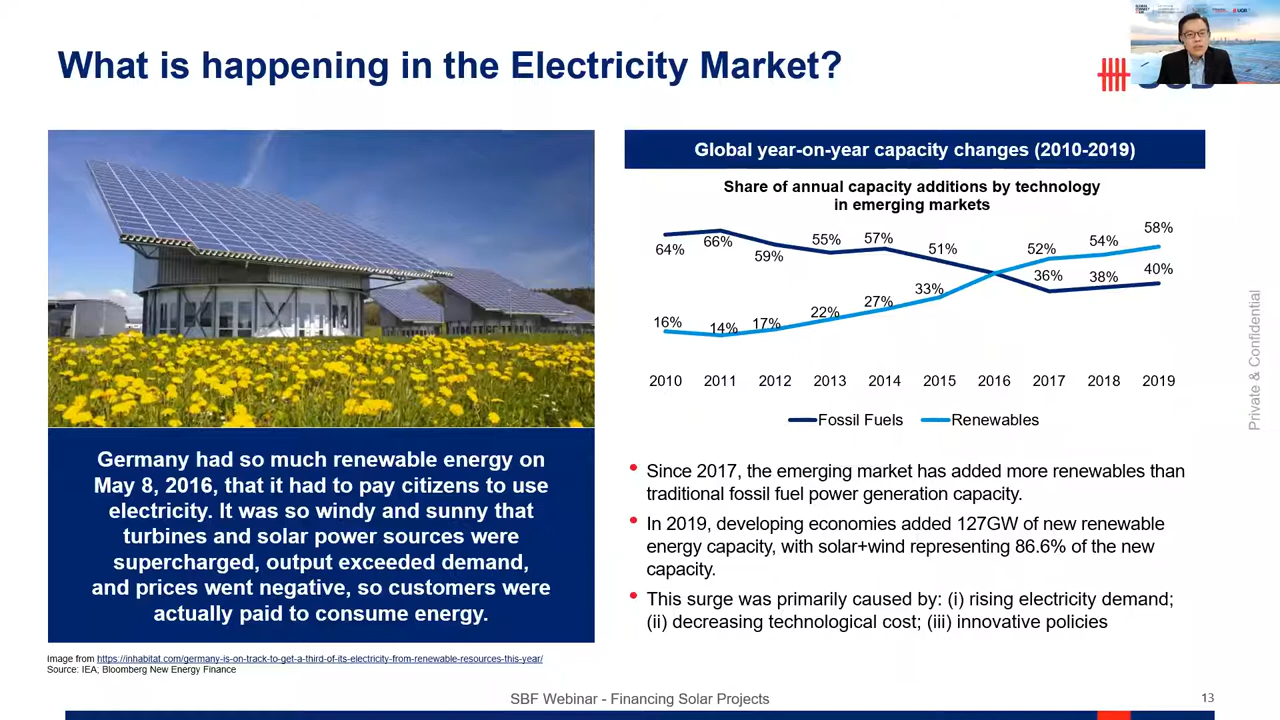 What is happening in the Electricity Market?
Global year-on-year capacity changes (2010-2019)
Share of annual capacity additions by technology
in emerging markets
64%
66%
59%
55%
57%
51%
52%
54%
58%
36%
38%
40%
16%
14%
17%
22%
27%
33%
2010 2011 2012 2013 2014 2015 2016 2017 2018 2019
Fossil Fuels Renewables
Germany had so much renewable energy on
May 8, 2016, that it had to pay citizens to use
electricity. It was so windy and sunny that
turbines and solar power sources were
supercharged, output exceeded demand,
and prices went negative, so customers were
actually paid to consume energy.
• Since 2017, the emerging market has added more renewables than
traditional fossil fuel power generation capacity.
• In 2019, developing economies added 127GW of new renewable
energy capacity, with solar+wind representing 86.6% of the new
capacity.
• This surge was primarily caused by: (i) rising electricity demand;
(ii) decreasing technological cost; (iii) innovative policies
Private & Confidential
Image from https://inhabitat.com/germany-is-on-track-to-get-a-third-of-its-electricity-from-renewable-resources-this-year/
Source: IEA; Bloomberg New Energy Finance
SBF Webinar - Financing Solar Projects
13